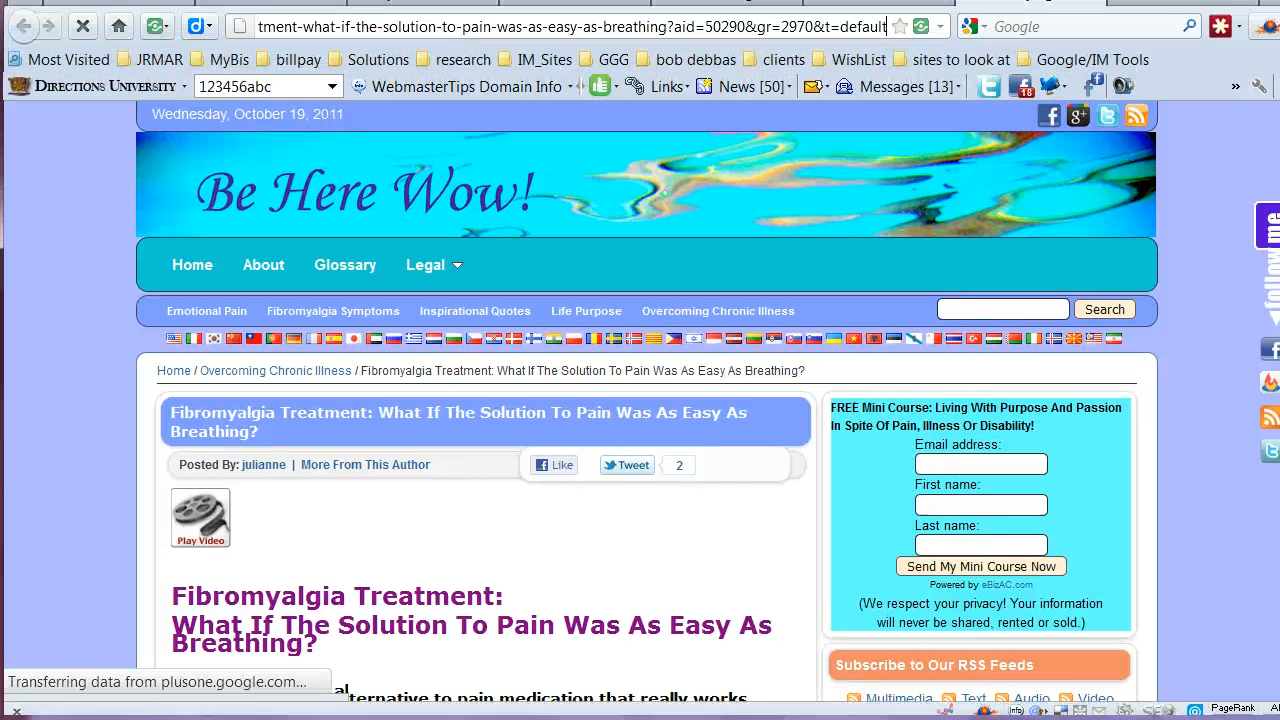 rment-what-if-the-solution-to-pain-was-as-easy-as-breathing?aid=50290&gr=2970&t=default
Google
Most Visited JRMAR MyBis billpay Solutions research IM_Sites GGG bob debbas clients WishList sites to look at Google/IM Tools
DIRECTIONS UNIVERSITY 123456abc WebmasterTips Domain Info Links News [50] 18 Messages [13] »
Wednesday, October 19, 2011
Be Here Wow!
Home About Glossary Legal
Emotional Pain Fibromyalgia Symptoms Inspirational Quotes Life Purpose Overcoming Chronic Illness Search
Home / Overcoming Chronic Illness / Fibromyalgia Treatment: What If The Solution To Pain Was As Easy As Breathing?
Fibromyalgia Treatment: What If The Solution To Pain Was As Easy As
Breathing?
Posted By: julianne | More From This Author
Like Tweet 2
Play Video
Fibromyalgia Treatment:
What If The Solution To Pain Was As Easy As
Breathing?
al
ternative to pain medication that really works
FREE Mini Course: Living With Purpose And Passion
In Spite Of Pain, Illness Or Disability!
Email address:
First name:
Last name:
Send My Mini Course Now
Powered by eBizAC.com
(We respect your privacy! Your information
will never be shared, rented or sold.)
Subscribe to Our RSS Feeds
Multimedia Text Audio Video
Transferring data from plusone.google.com...
PageRank